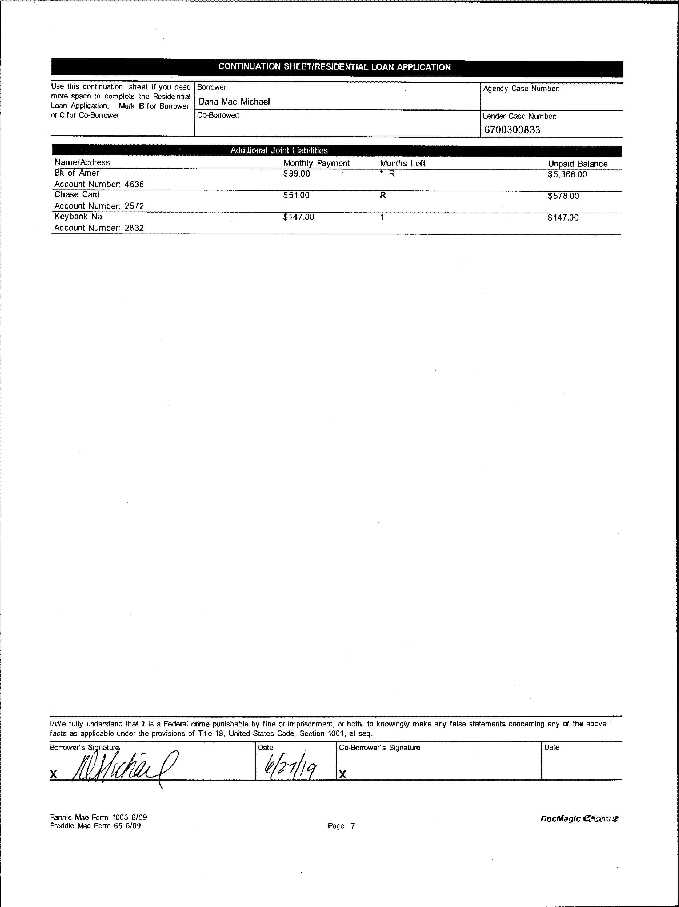 CONTINUATION SHEET/RESIDENTIAL LOAN APPLICATION
Use this continuation sheet if you need
more space to complete the Residential
Loan Application. Mark B for Borrower
or C for Co-Borrower.
Borrower:
Dana Mac Michael
Co-Borrower:
Agency Case Number:
Lender Case Number:
6700300833
Additional Joint Liabilities
Name/Address Monthly Payment Months Left Unpaid Balance
Bk of Amer $99.00 * R
Account Number: 4636
Chase Card $51.00 R $578.00
Account Number: 2572
Keybank Na $147.00 1 $147.00
Account Number: 2832
I/We fully understand that it is a Federal crime punishable by fine or imprisonment, or both, to knowingly make any false statements concerning any of the above
facts as applicable under the provisions of Title 18, United States Code, Section 1001, et seq.
Borrower's Signature Date Co-Borrower's Signature Date
X 6/27/19 X
Fannie Mae Form 1003 6/09
Freddie Mac Form 65 6/09
Page 7
DocMagic